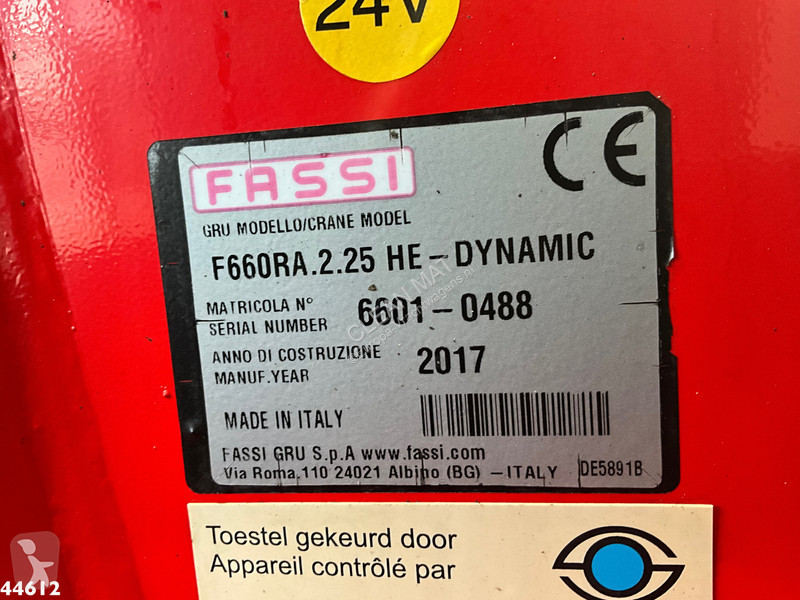 24V
FASSI
CE
GRU MODELLO/CRANE MODEL
F660RA.2.25 HE-DYNAMIC
MATRICOLA N°
SERIAL NUMBER
6601-0488
ANNO DI COSTRUZIONE
MANUF.YEAR
2017
MADE IN ITALY
FASSI GRU S.p.A www.fassi.com
Via Roma,110 24021 Albino (BG) -ITALY
DE5891B
Toestel gekeurd door
Appareil contrôlé par
44612